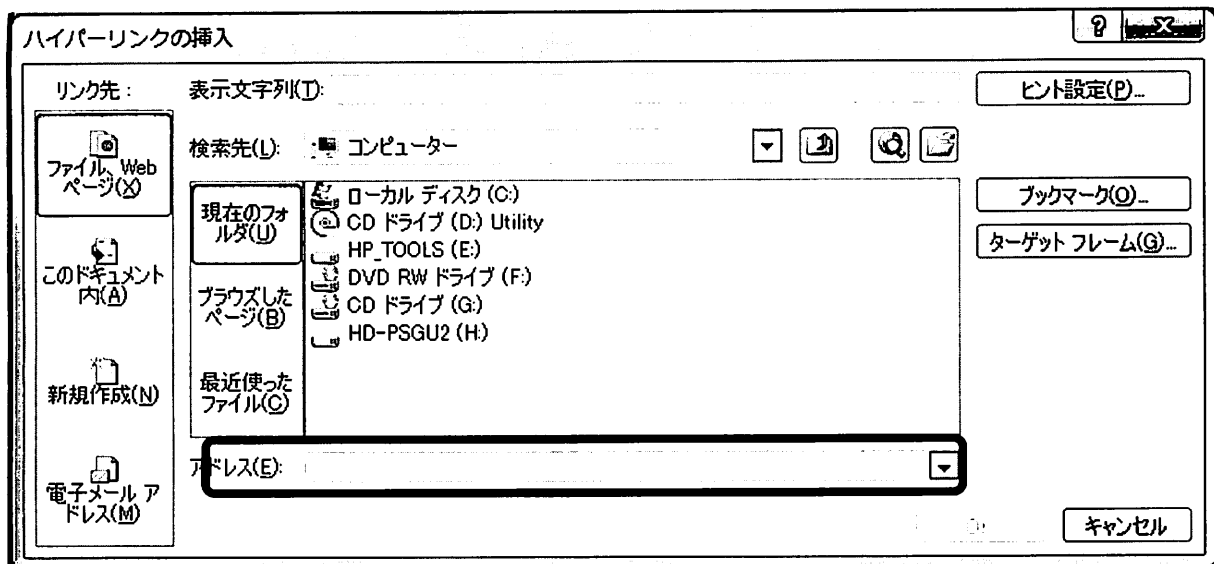 ハイパーリンクの挿入
リンク先:
表示文字列(T):
ヒント設定(P)...
ファイル、Web
ページ(X)
検索先(L):
コンピューター
現在のフォ
ルダ(U)
ローカル ディスク (C:)
CD ドライブ (D:) Utility
HP_TOOLS (E:)
DVD RW ドライブ (F:)
CD ドライブ (G:)
HD-PSGU2 (H:)
ブックマーク(O)...
ターゲット フレーム(G)...
このドキュメント
内(A)
ブラウズした
ページ(B)
新規作成(N)
最近使った
ファイル(C)
アドレス(E):
電子メール ア
ドレス(M)
キャンセル